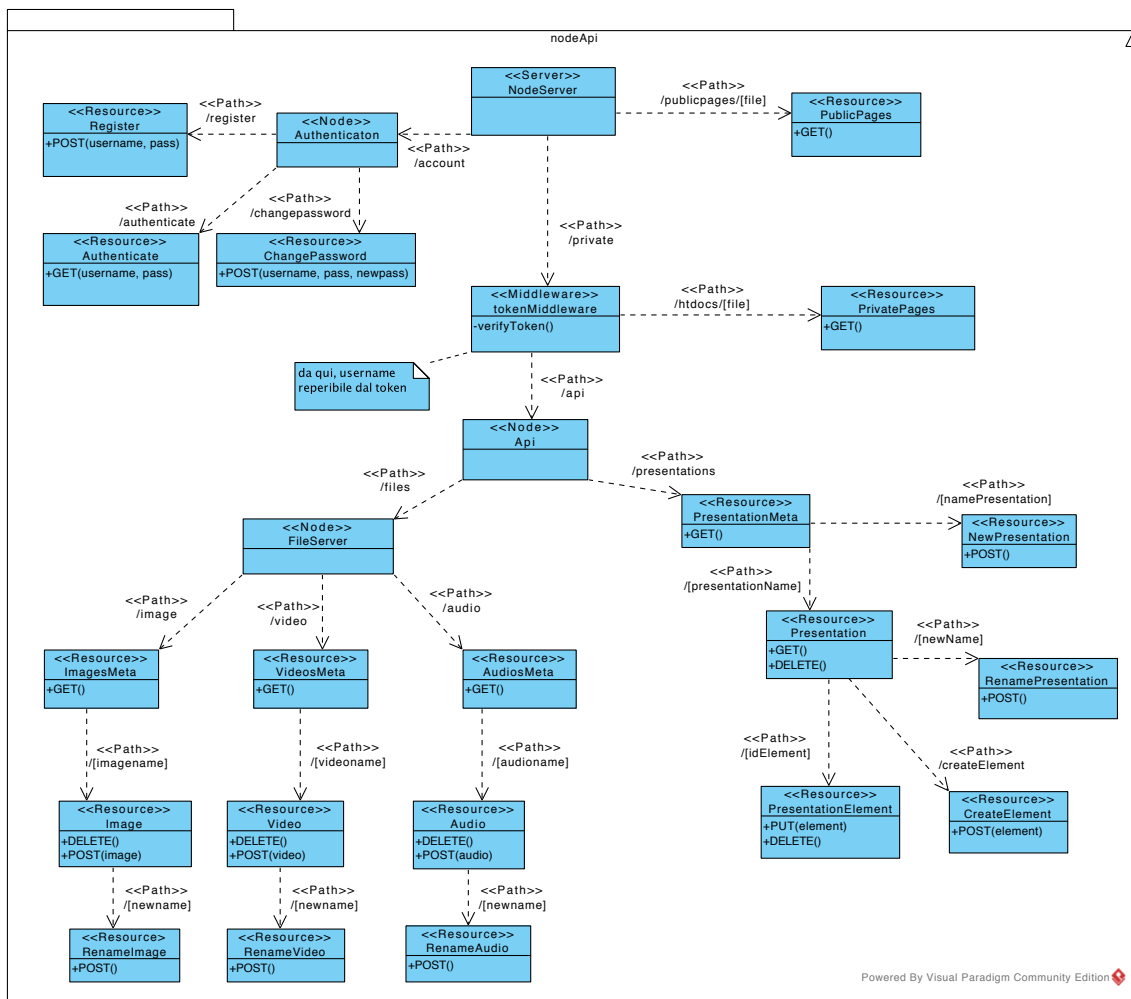 nodeApi
<<Server>>
NodeServer
<<Path>>
/publicpages/[file]
<<Resource>>
PublicPages
+GET()
<<Path>>
/register
<<Resource>>
Register
+POST(username, pass)
<<Node>>
Authenticaton
<<Path>>
/account
<<Path>>
/authenticate
<<Path>>
/changepassword
<<Path>>
/private
<<Resource>>
Authenticate
+GET(username, pass)
<<Resource>>
ChangePassword
+POST(username, pass, newpass)
<<Middleware>>
tokenMiddleware
-verifyToken()
<<Path>>
/htdocs/[file]
<<Resource>>
PrivatePages
+GET()
da qui, username
reperibile dal token
<<Path>>
/api
<<Node>>
Api
<<Path>>
/files
<<Path>>
/presentations
<<Resource>>
PresentationMeta
+GET()
<<Path>>
/[namePresentation]
<<Resource>>
NewPresentation
+POST()
<<Node>>
FileServer
<<Path>>
/[presentationName]
<<Path>>
/image
<<Path>>
/video
<<Path>>
/audio
<<Resource>>
Presentation
+GET()
+DELETE()
<<Path>>
/[newName]
<<Resource>>
RenamePresentation
+POST()
<<Resource>>
ImagesMeta
+GET()
<<Resource>>
VideosMeta
+GET()
<<Resource>>
AudiosMeta
+GET()
<<Path>>
/[idElement]
<<Path>>
/createElement
<<Path>>
/[imagename]
<<Path>>
/[videoname]
<<Path>>
/[audioname]
<<Resource>>
PresentationElement
+PUT(element)
+DELETE()
<<Resource>>
CreateElement
+POST(element)
<<Resource>>
Image
+DELETE()
+POST(image)
<<Resource>>
Video
+DELETE()
+POST(video)
<<Resource>>
Audio
+DELETE()
+POST(audio)
<<Path>>
/[newname]
<<Path>>
/[newname]
<<Path>>
/[newname]
<<Resource>
RenameImage
+POST()
<<Resource>>
RenameVideo
+POST()
<<Resource>>
RenameAudio
+POST()
Powered By Visual Paradigm Community Edition